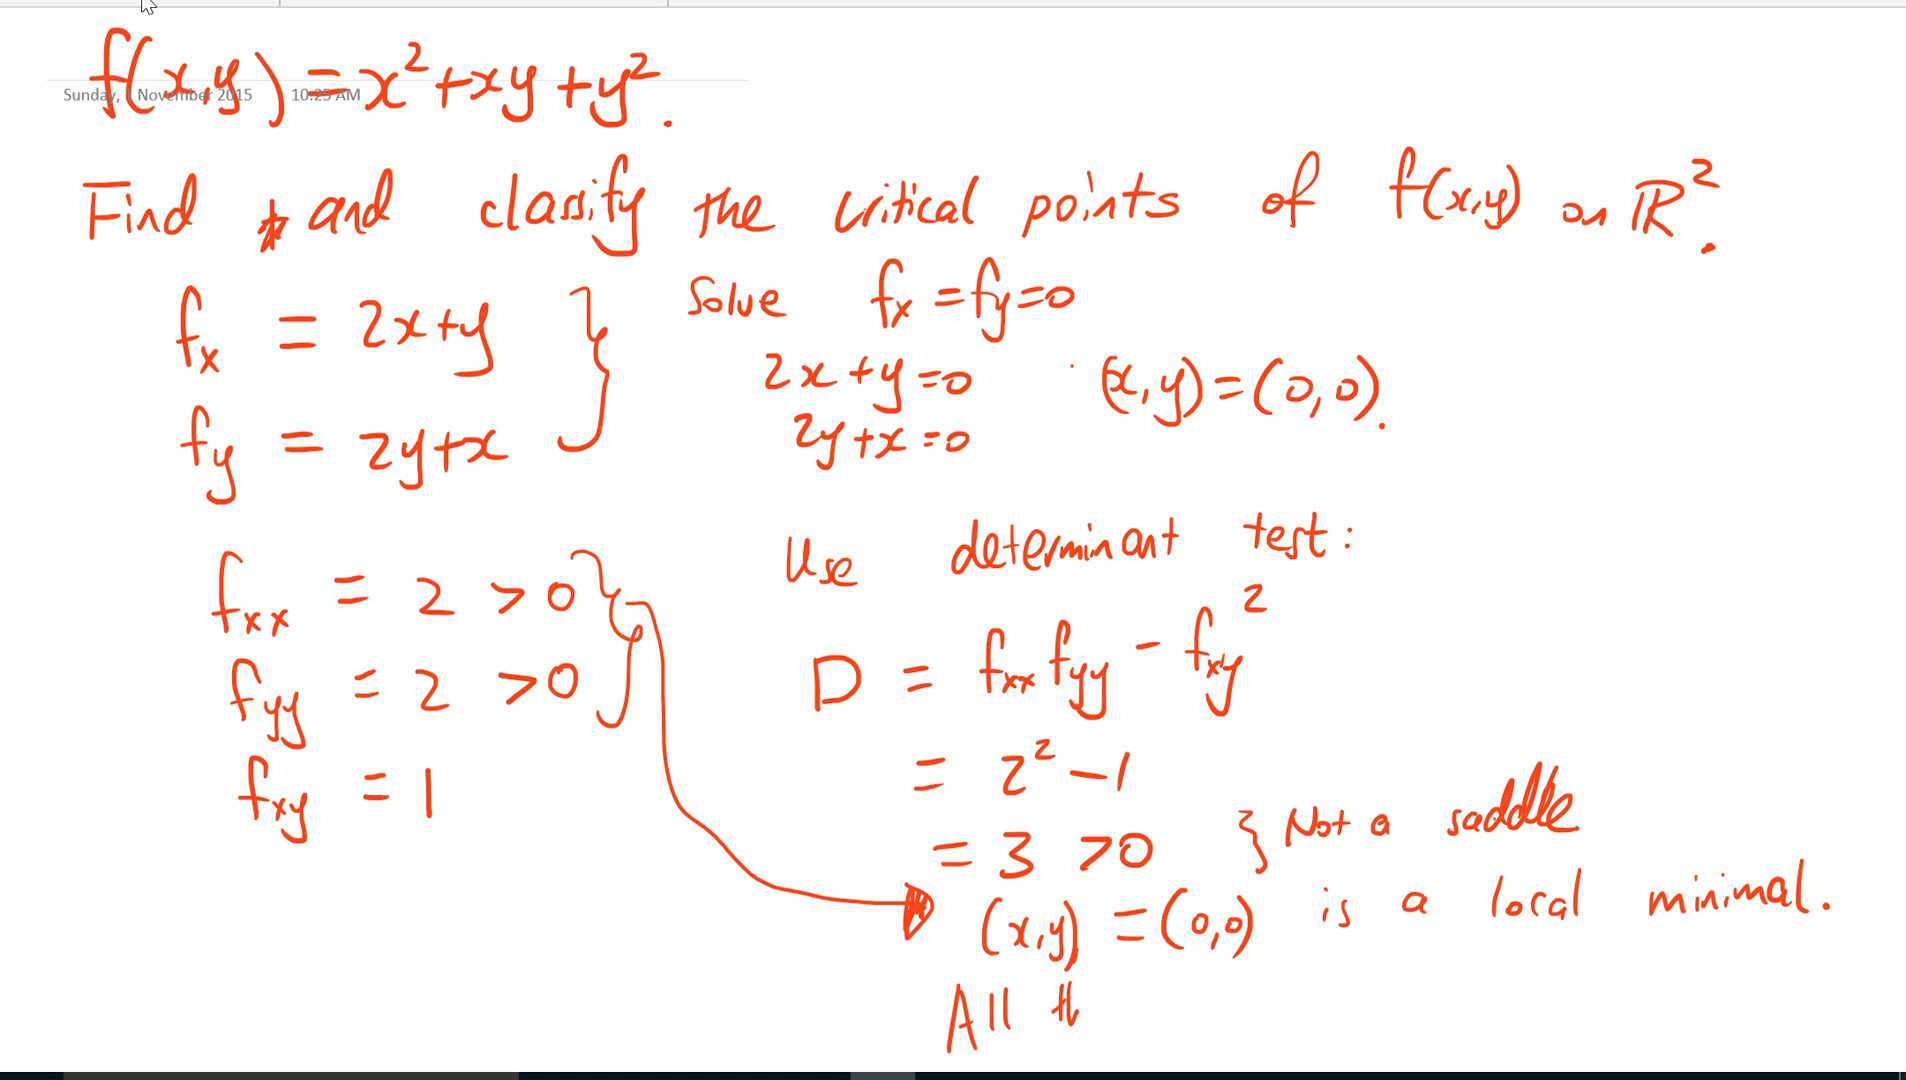 f(x,y) = x² + xy + y².
Sunday, November 2015 10:25 AM
Find and classify the critical points of f(x,y) on ℝ².
fx = 2x+y
fy = 2y+x
Solve fx = fy = 0
2x + y = 0
2y + x = 0
(x,y) = (0,0).
fxx = 2 > 0
fyy = 2 > 0
fxy = 1
Use determinant test:
D = fxx fyy - fxy²
= 2² - 1
= 3 > 0 } Not a saddle
(x,y) = (0,0) is a local minimal.
All th